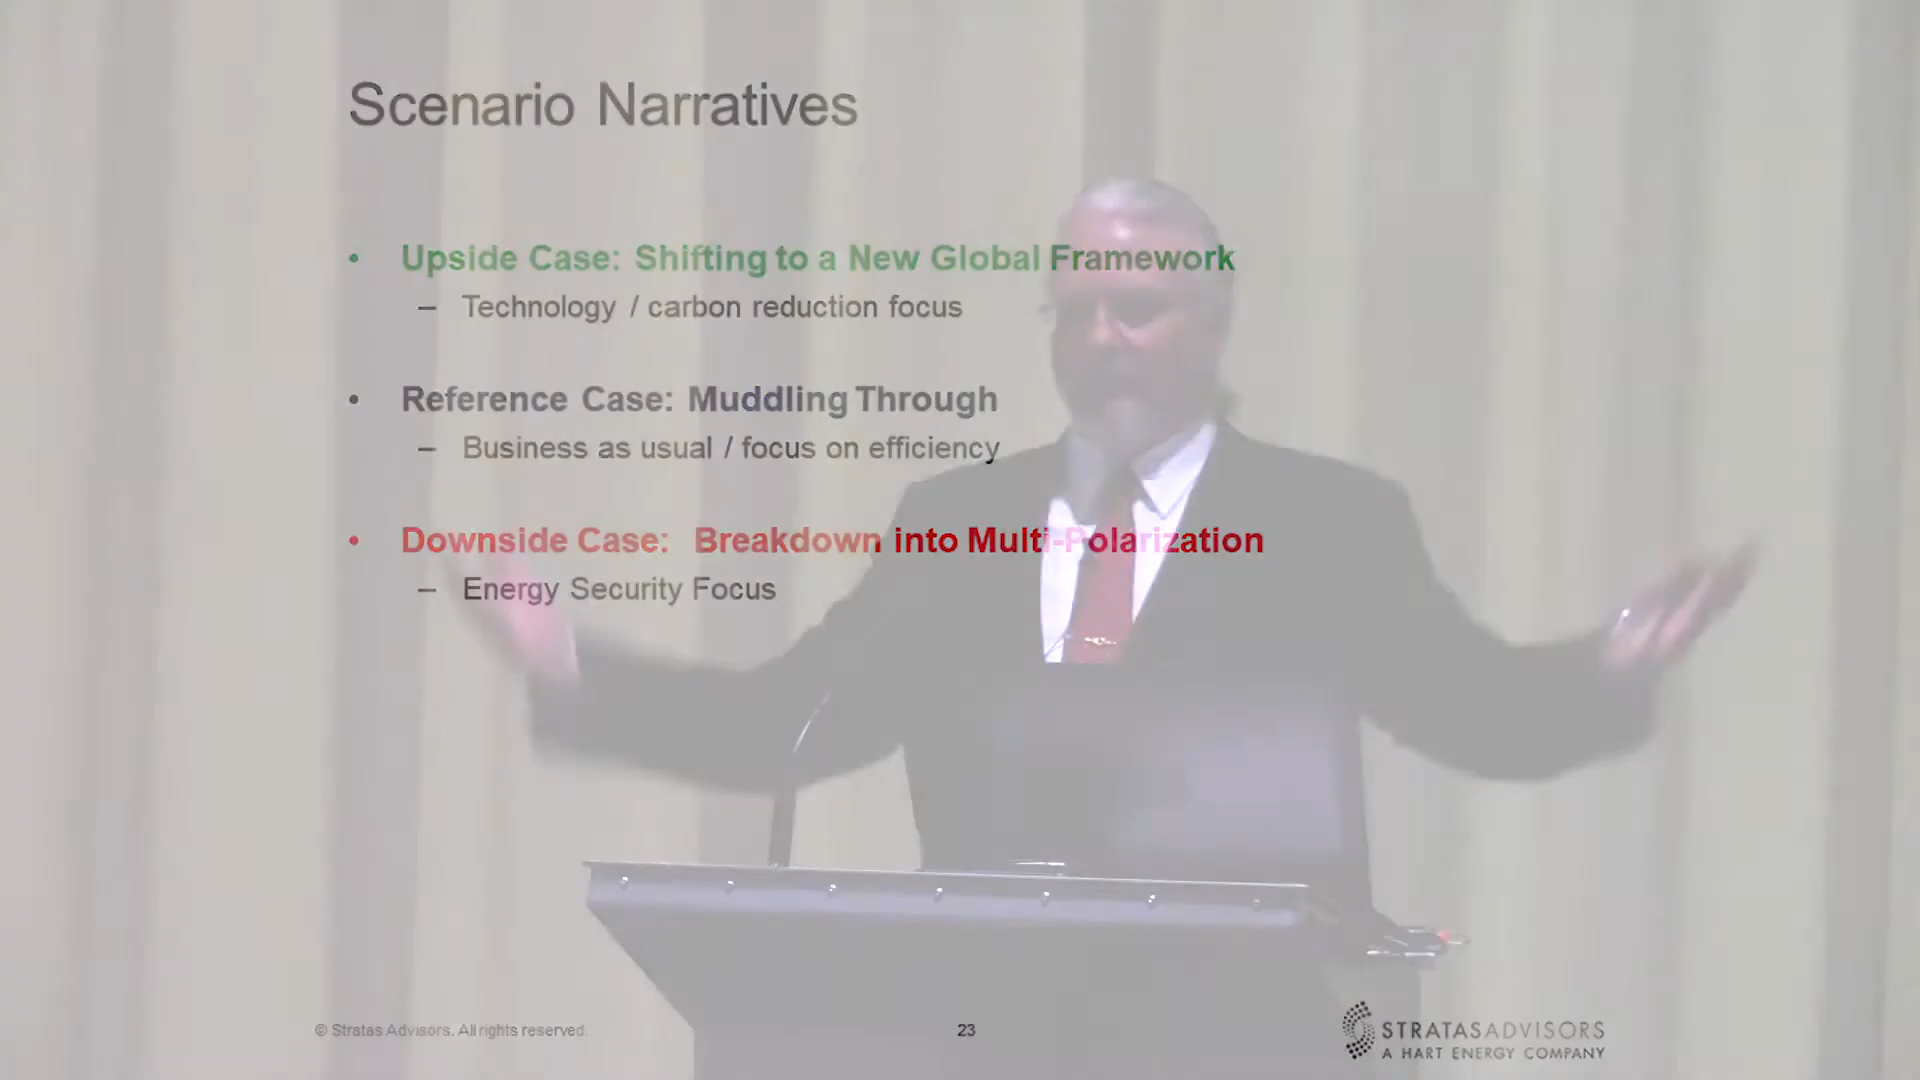 Scenario Narratives
• Upside Case: Shifting to a New Global Framework
– Technology / carbon reduction focus
• Reference Case: Muddling Through
– Business as usual / focus on efficiency
• Downside Case: Breakdown into Multi-Polarization
– Energy Security Focus
© Stratas Advisors. All rights reserved.
23
STRATASADVISORS
A HART ENERGY COMPANY